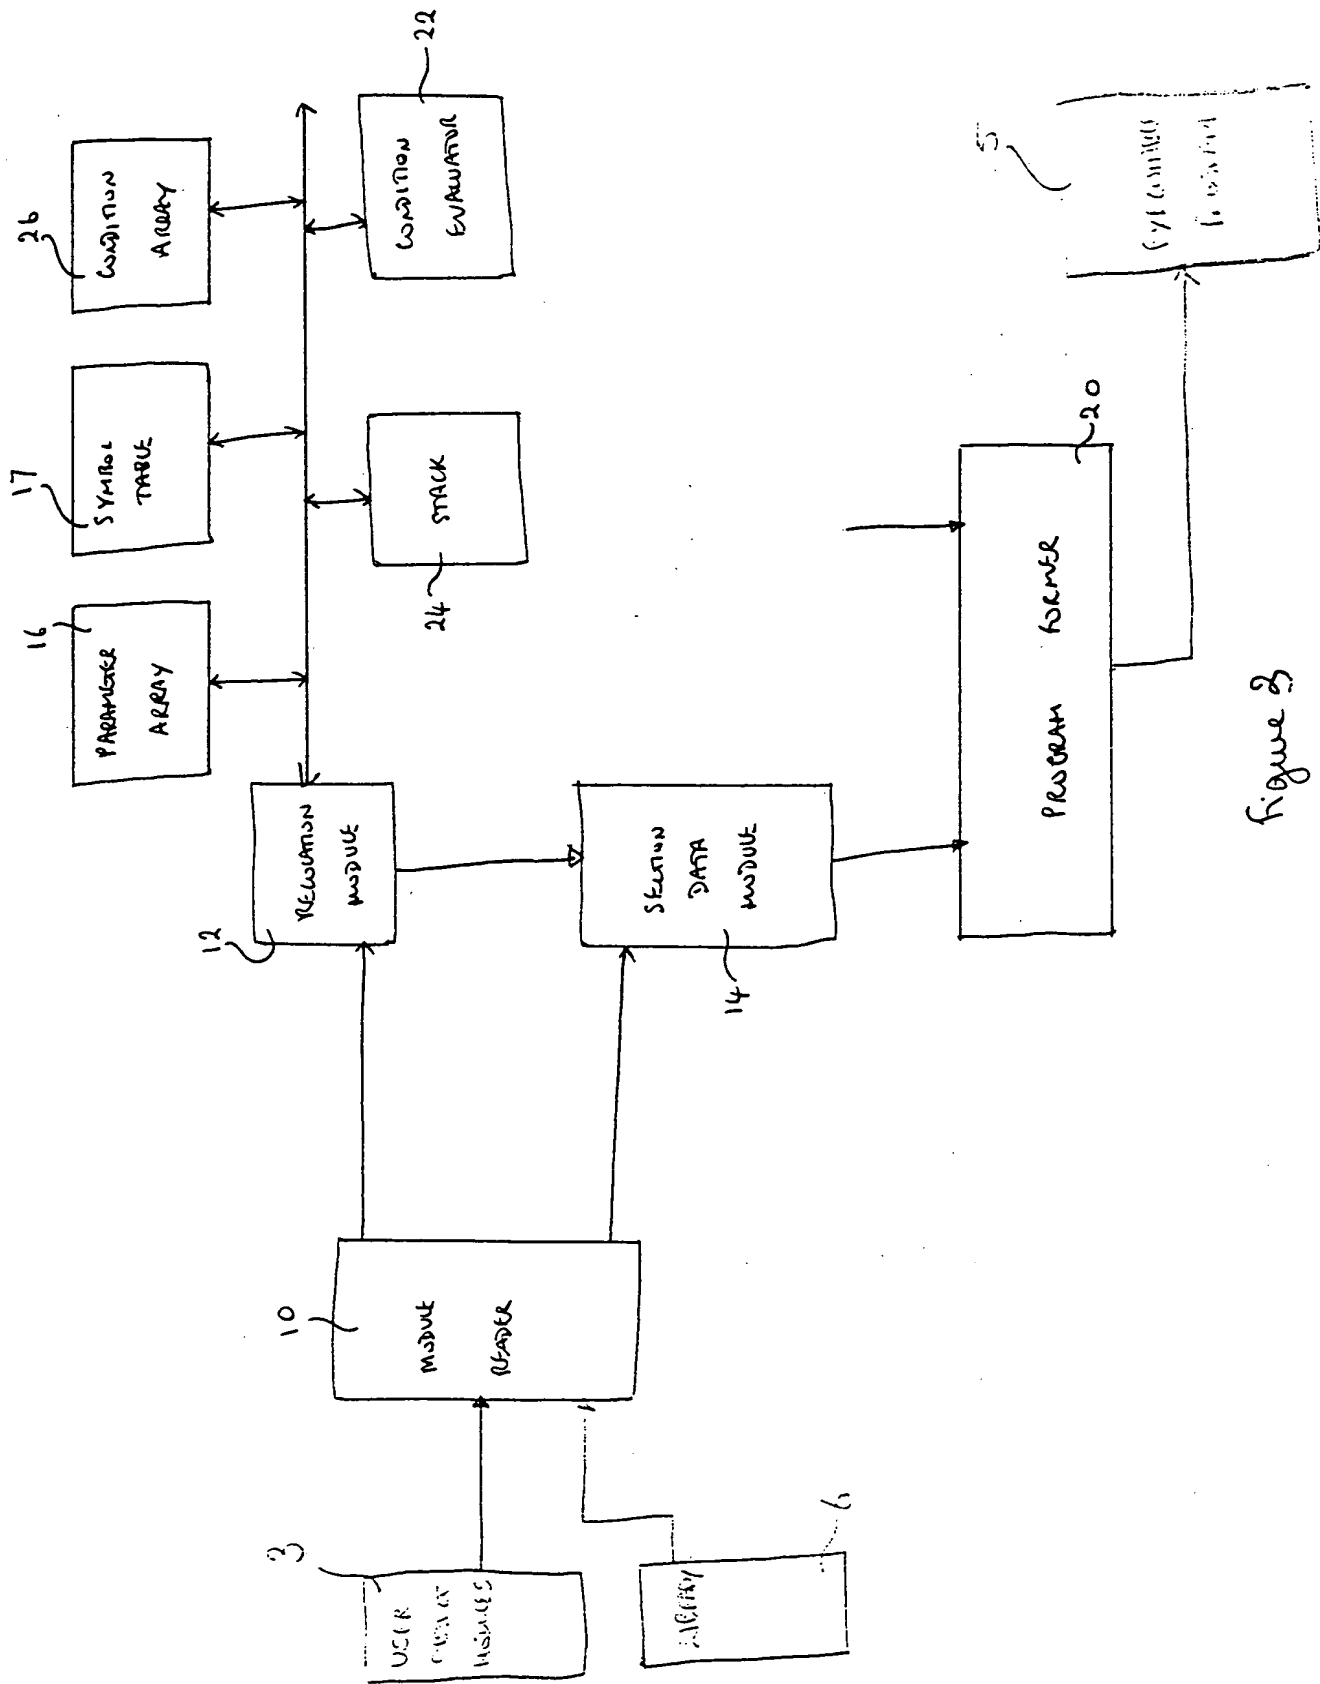 26
CONDITION
ARRAY
17
SYMBOL
TABLE
16
PARAMETER
ARRAY
22
CONDITION
EVALUATOR
24
STACK
12
RELOCATION
MODULE
SECTION
DATA
MODULE
14
10
MODULE
READER
3
USER
MODULES
LIBRARY
6
PROGRAM FORMER
20
5
Figure 3